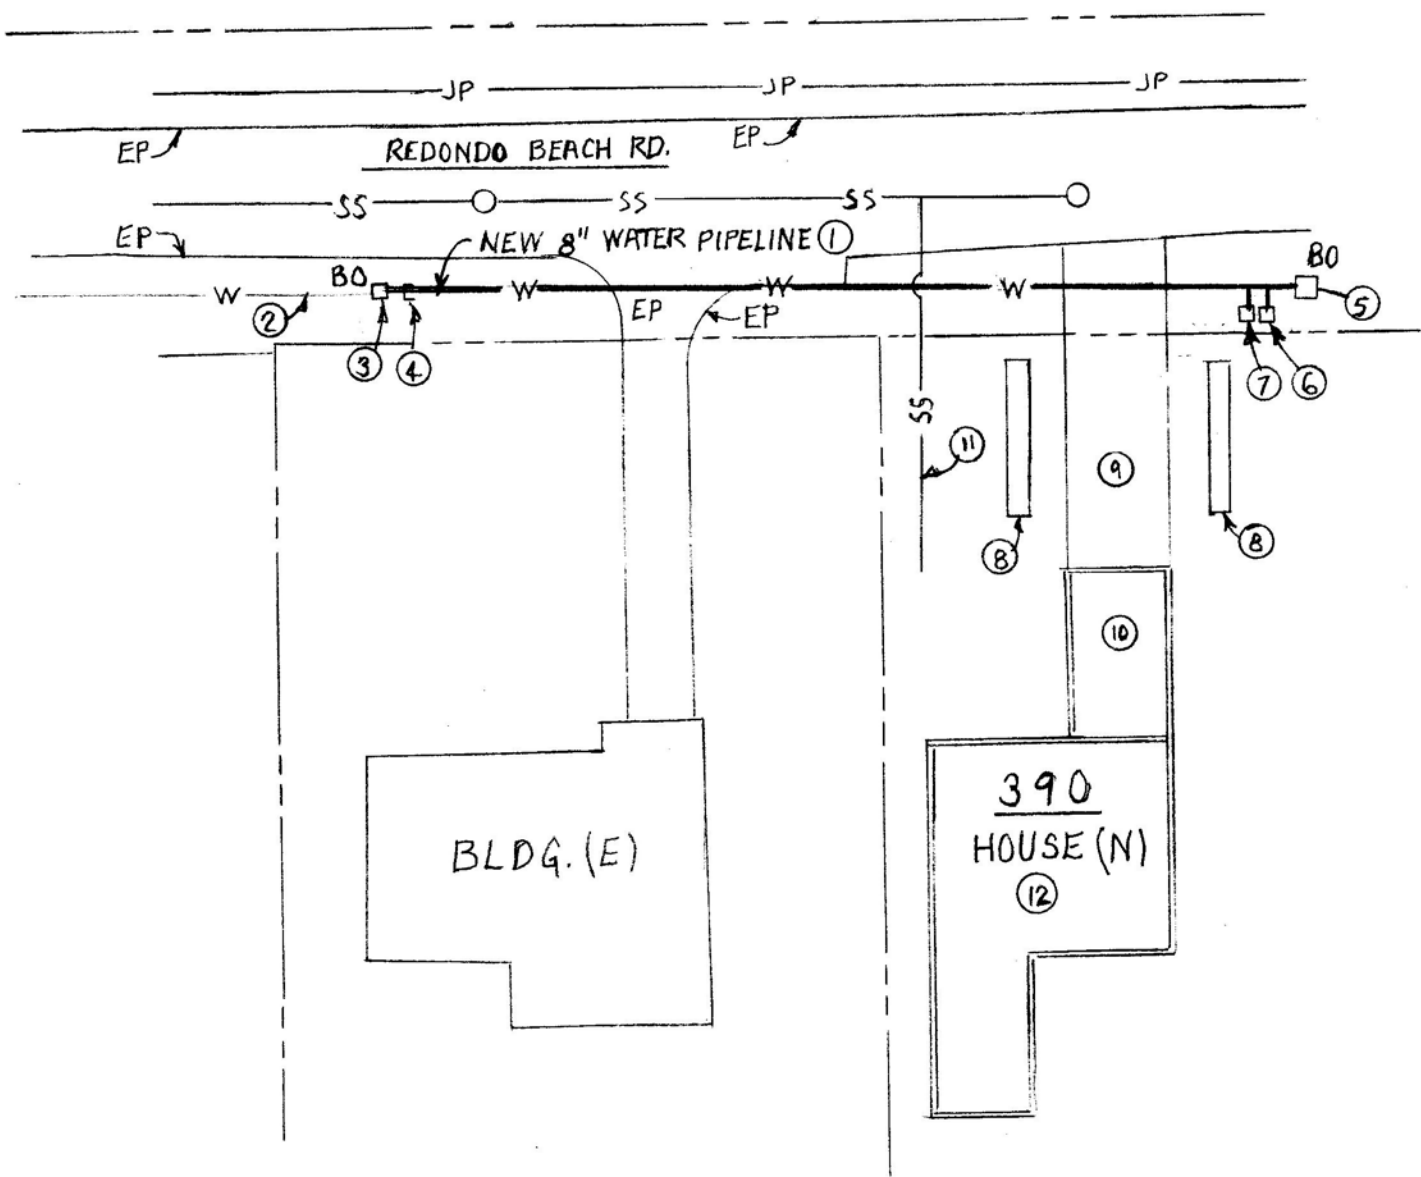 JP JP JP
EP EP
REDONDO BEACH RD.
SS SS SS
EP NEW 8" WATER PIPELINE 1
BO BO
W W W W
2 EP EP 5
3 4 7 6
SS
11 9
8 8
10
390
BLDG. (E) HOUSE (N)
12